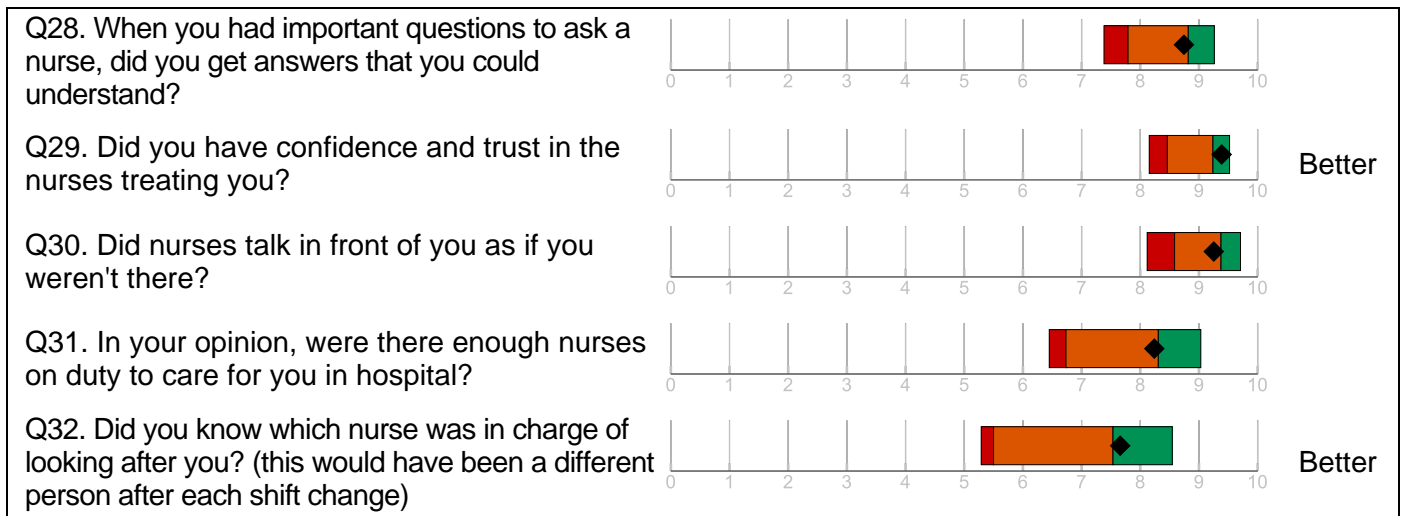 Q28. When you had important questions to ask a
nurse, did you get answers that you could
understand?
0 1 2 3 4 5 6 7 8 9 10
Q29. Did you have confidence and trust in the
nurses treating you?
Better
0 1 2 3 4 5 6 7 8 9 10
Q30. Did nurses talk in front of you as if you
weren't there?
0 1 2 3 4 5 6 7 8 9 10
Q31. In your opinion, were there enough nurses
on duty to care for you in hospital?
0 1 2 3 4 5 6 7 8 9 10
Q32. Did you know which nurse was in charge of
looking after you? (this would have been a different
person after each shift change)
Better
0 1 2 3 4 5 6 7 8 9 10